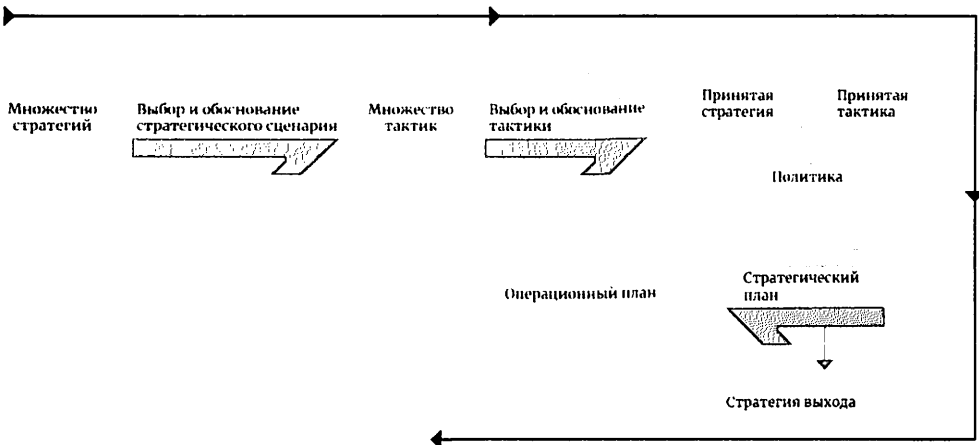 Множество
стратегий
Выбор и обоснование
стратегического сценария
Множество
тактик
Выбор и обоснование
тактики
Принятая
стратегия
Принятая
тактика
Политика
Операционный план
Стратегический
план
Стратегия выхода